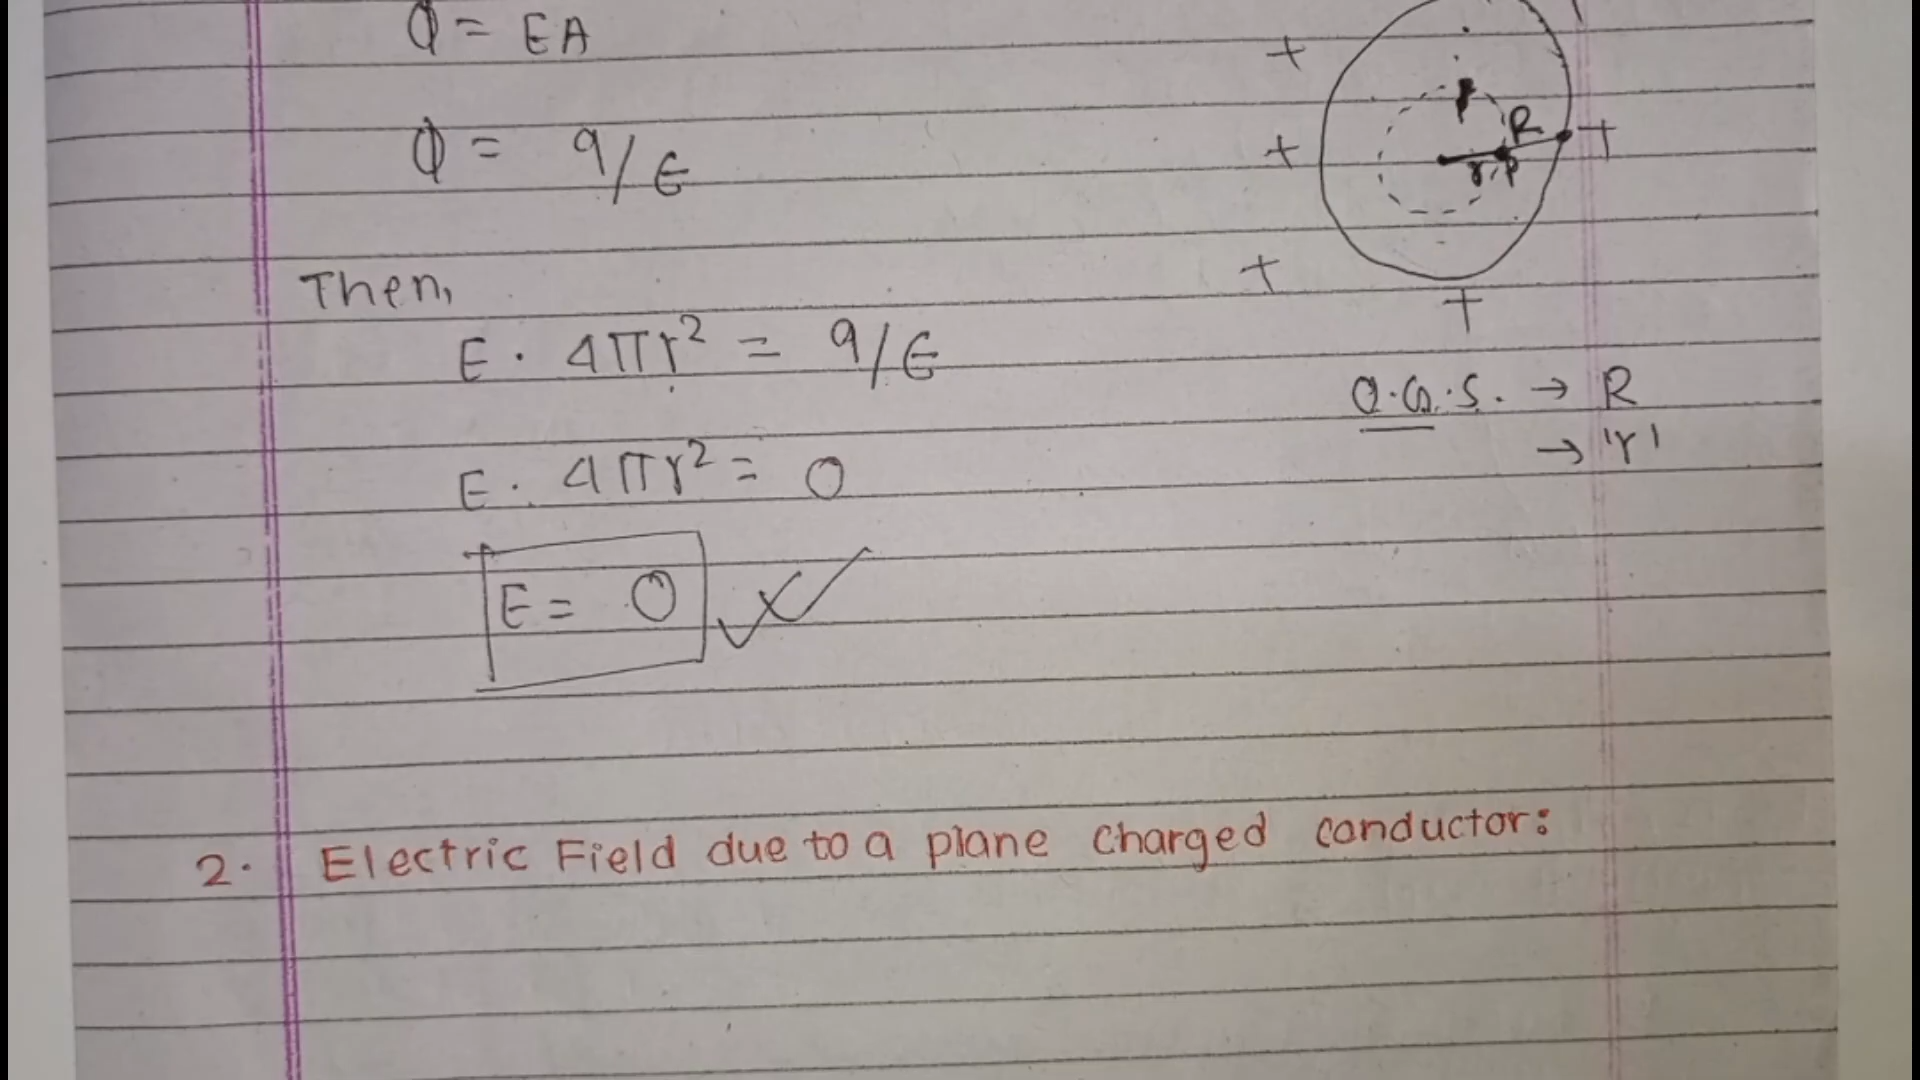 Φ = EA
Φ = q/ϵ
Then,
E · 4πr² = q/ϵ
E · 4πr² = 0
E = 0
+ + + + +
P
R
r P
O.G.S. → R
→ 'r'
2. Electric Field due to a plane charged conductor: